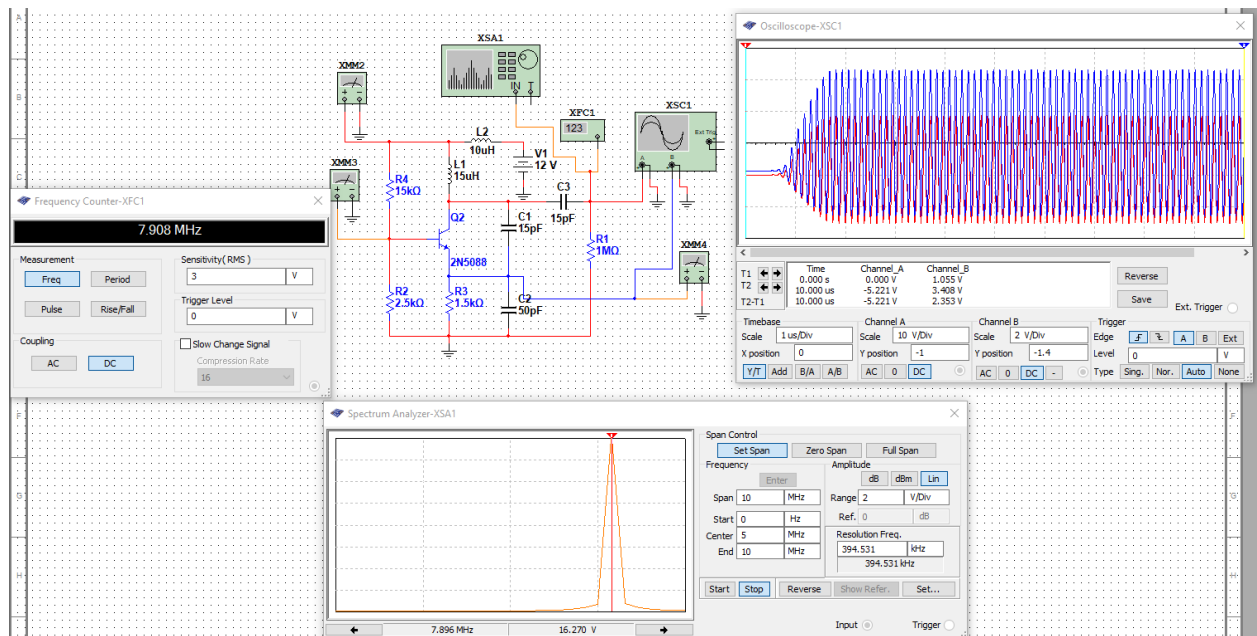 XSA1
IN T
XMM2
XFC1
123
XSC1
Ext Trig
A B
L2
10uH
V1
12 V
XMM3
L1
15uH
R4
15kΩ
C3
15pF
Q2
C1
15pF
R1
1MΩ
XMM4
2N5088
R2
2.5kΩ
R3
1.5kΩ
C2
50pF
Frequency Counter-XFC1
7.908 MHz
Measurement
Sensitivity( RMS )
Freq Period
3 V
Pulse Rise/Fall
Trigger Level
0 V
Coupling
Slow Change Signal
AC DC
Compression Rate
16
Oscilloscope-XSC1
Time Channel_A Channel_B
T1 0.000 s 0.000 V 1.055 V
T2 10.000 us -5.221 V 3.408 V
T2-T1 10.000 us -5.221 V 2.353 V
Reverse
Save
Ext. Trigger
Timebase Channel A Channel B Trigger
Scale 1 us/Div Scale 10 V/Div Scale 2 V/Div Edge A B Ext
X position 0 Y position -1 Y position -1.4 Level 0 V
Y/T Add B/A A/B AC 0 DC AC 0 DC - Type Sing. Nor. Auto None
Spectrum Analyzer-XSA1
Span Control
Set Span Zero Span Full Span
Frequency Amplitude
Enter dB dBm Lin
Span 10 MHz Range 2 V/Div
Start 0 Hz Ref. 0 dB
Center 5 MHz Resolution Freq.
End 10 MHz 394.531 kHz
394.531 kHz
Start Stop Reverse Show Refer. Set...
7.896 MHz 16.270 V
Input Trigger